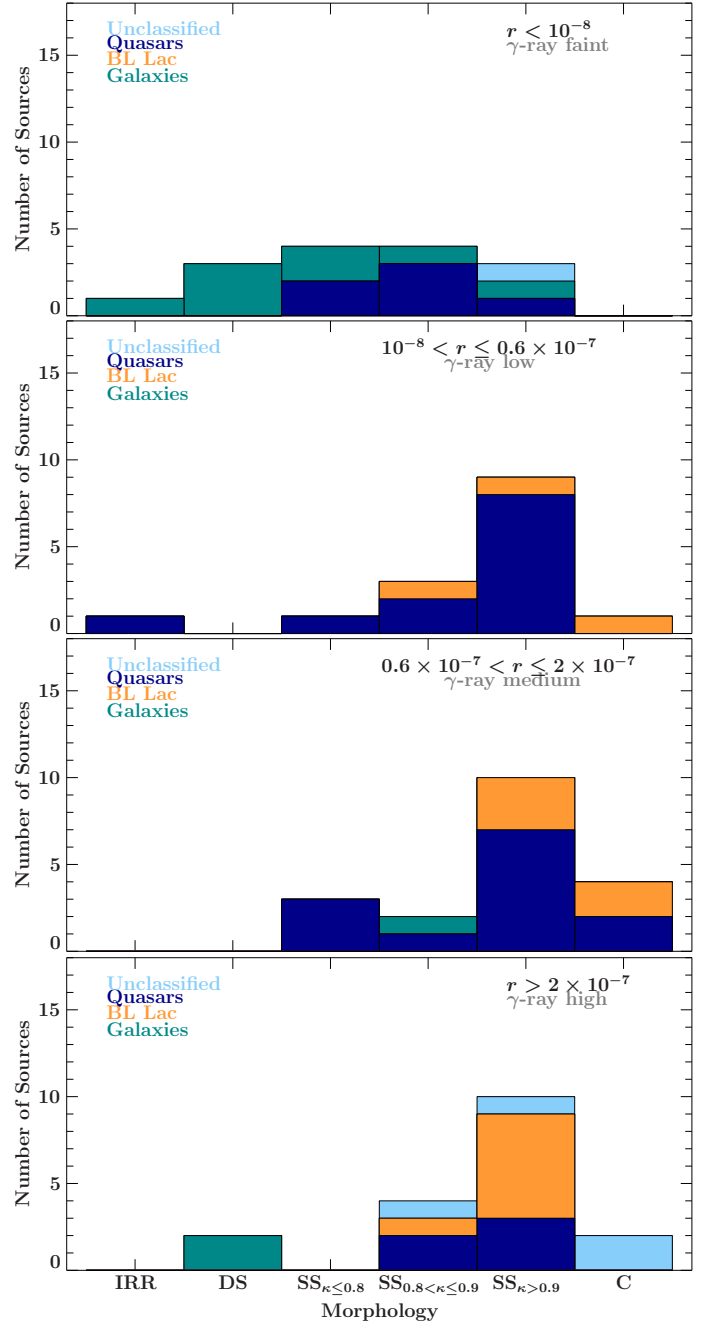 Unclassified
Quasars
BL Lac
Galaxies
r < 10⁻⁸
γ-ray faint
15
10
5
0
Number of Sources
Unclassified
Quasars
BL Lac
Galaxies
10⁻⁸ < r ≤ 0.6 × 10⁻⁷
γ-ray low
15
10
5
0
Number of Sources
Unclassified
Quasars
BL Lac
Galaxies
0.6 × 10⁻⁷ < r ≤ 2 × 10⁻⁷
γ-ray medium
15
10
5
0
Number of Sources
Unclassified
Quasars
BL Lac
Galaxies
r > 2 × 10⁻⁷
γ-ray high
15
10
5
0
Number of Sources
IRR DS SS_{κ≤0.8} SS_{0.8<κ≤0.9} SS_{κ>0.9} C
Morphology